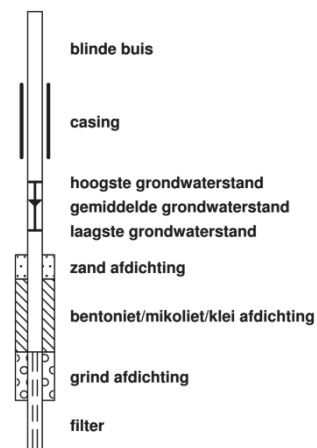 blinde buis
casing
hoogste grondwaterstand
gemiddelde grondwaterstand
laagste grondwaterstand
zand afdichting
bentoniet/mikoliet/klei afdichting
grind afdichting
filter